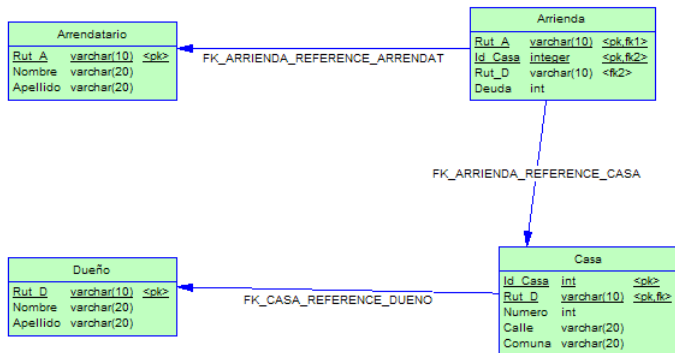 Arrendatario
Rut_A varchar(10) <pk>
Nombre varchar(20)
Apellido varchar(20)
FK_ARRIENDA_REFERENCE_ARRENDAT
Arrienda
Rut_A varchar(10) <pk,fk1>
Id_Casa integer <pk,fk2>
Rut_D varchar(10) <fk2>
Deuda int
FK_ARRIENDA_REFERENCE_CASA
Dueño
Rut_D varchar(10) <pk>
Nombre varchar(20)
Apellido varchar(20)
FK_CASA_REFERENCE_DUENO
Casa
Id_Casa int <pk>
Rut_D varchar(10) <pk,fk>
Numero int
Calle varchar(20)
Comuna varchar(20)